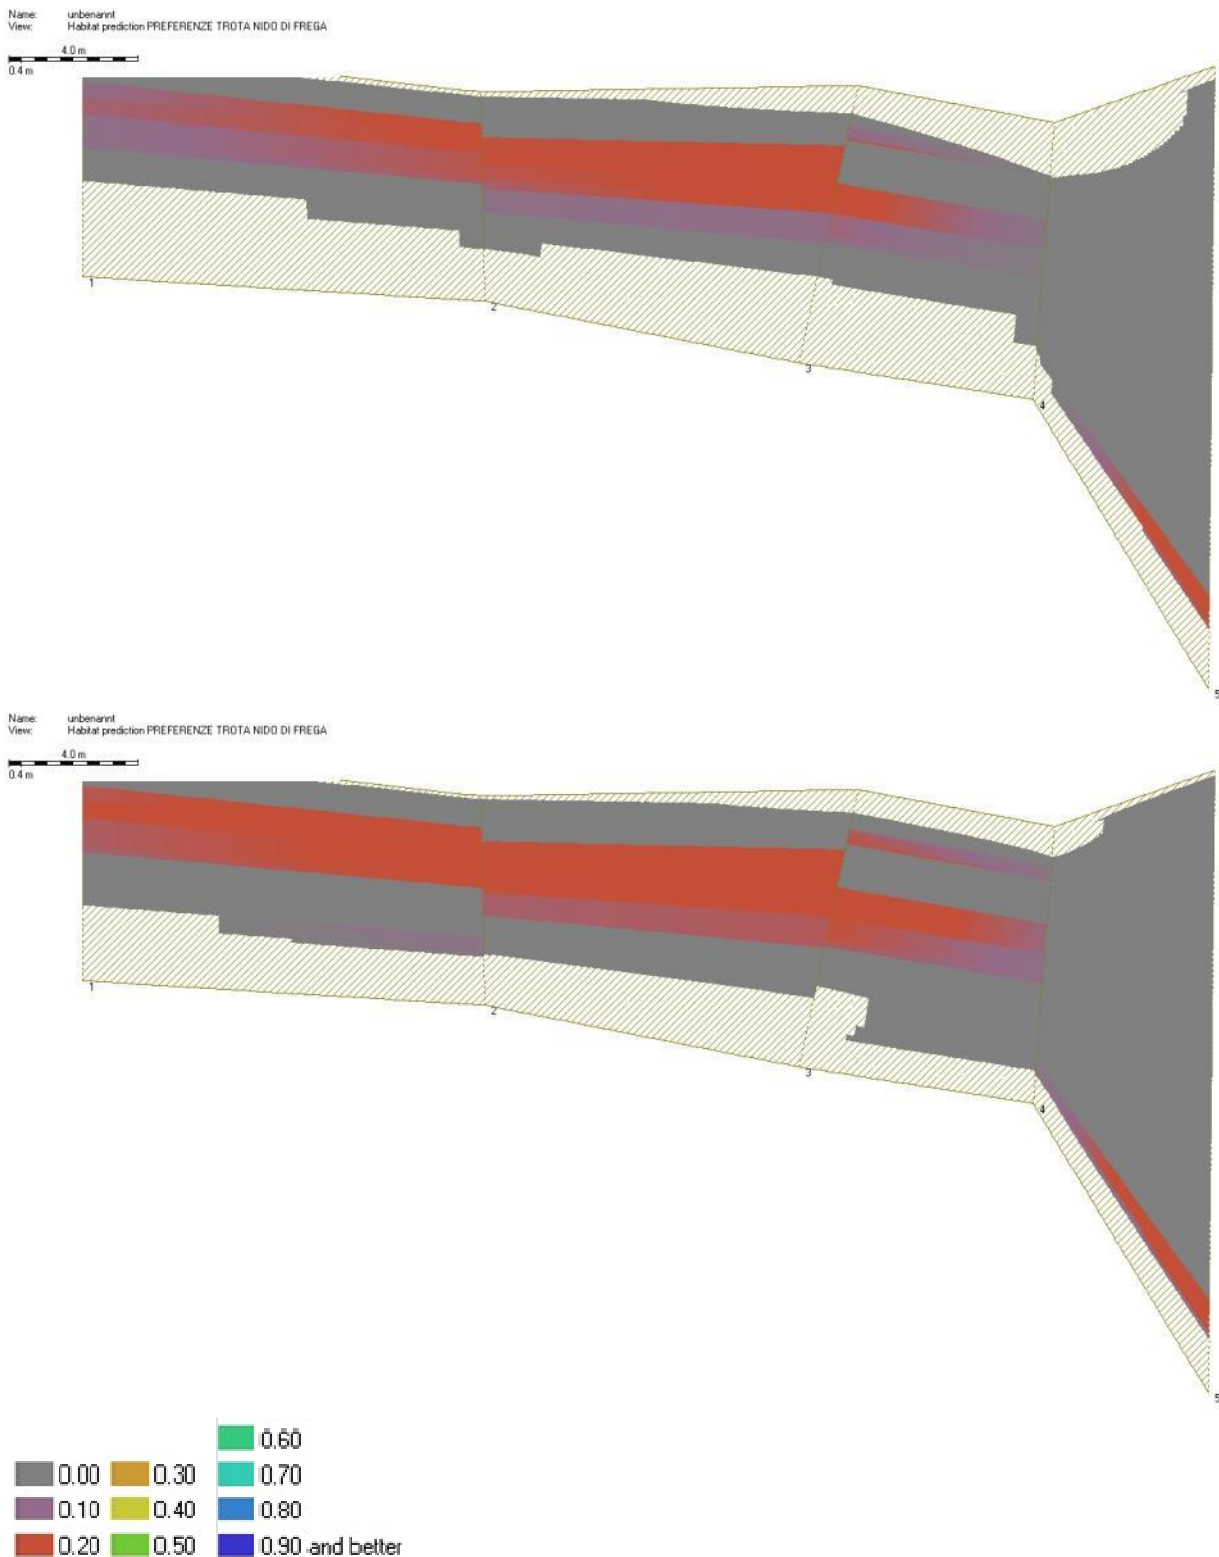 Name: unbenannt
View: Habitat prediction PREFERENZE TROTA NIDO DI FREGA
4.0 m
0.4 m
1
2
3
4
5
Name: unbenannt
View: Habitat prediction PREFERENZE TROTA NIDO DI FREGA
4.0 m
0.4 m
1
2
3
4
5
0.60
0.00 0.30 0.70
0.10 0.40 0.80
0.20 0.50 0.90 and better